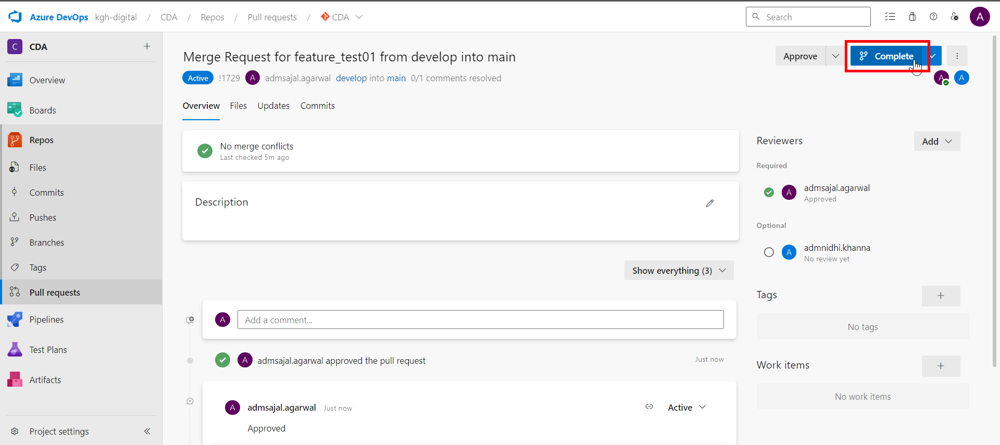 Azure DevOps kgh-digital / CDA / Repos / Pull requests / CDA
Search
A
C CDA
Overview
Boards
Repos
Files
Commits
Pushes
Branches
Tags
Pull requests
Pipelines
Test Plans
Artifacts
Project settings
Merge Request for feature_test01 from develop into main
Approve
Complete
Active !1729 A admsajal.agarwal develop into main 0/1 comments resolved
A A
Overview Files Updates Commits
No merge conflicts
Last checked 5m ago
Description
Show everything (3)
A Add a comment...
A admsajal.agarwal approved the pull request Just now
A admsajal.agarwal Just now Active
Approved
Reviewers Add
Required
A admsajal.agarwal
Approved
Optional
A admnidhi.khanna
No review yet
Tags
No tags
Work items
No work items